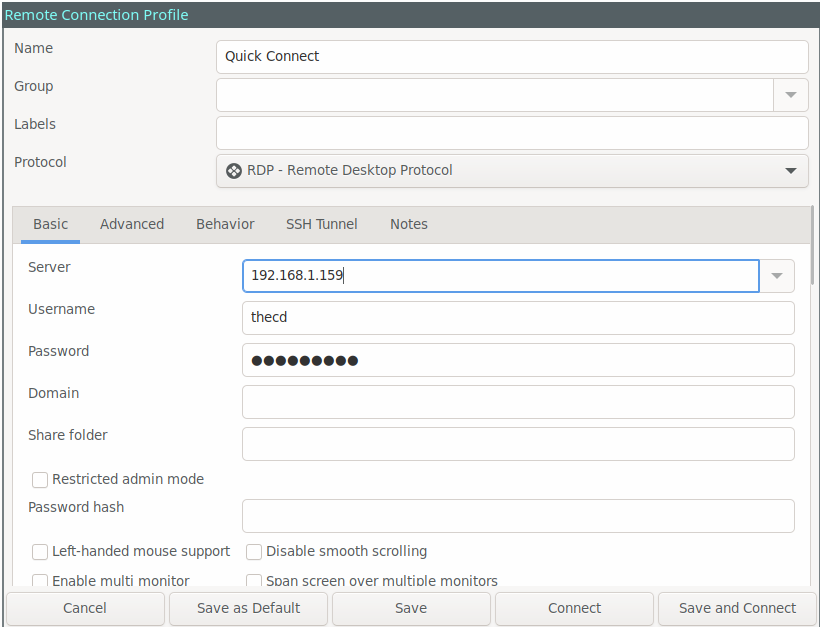 Remote Connection Profile
Name
Quick Connect
Group
Labels
Protocol
RDP - Remote Desktop Protocol
Basic Advanced Behavior SSH Tunnel Notes
Server
192.168.1.159
Username
thecd
Password
●●●●●●●●●
Domain
Share folder
Restricted admin mode
Password hash
Left-handed mouse support Disable smooth scrolling
Enable multi monitor Span screen over multiple monitors
Cancel Save as Default Save Connect Save and Connect